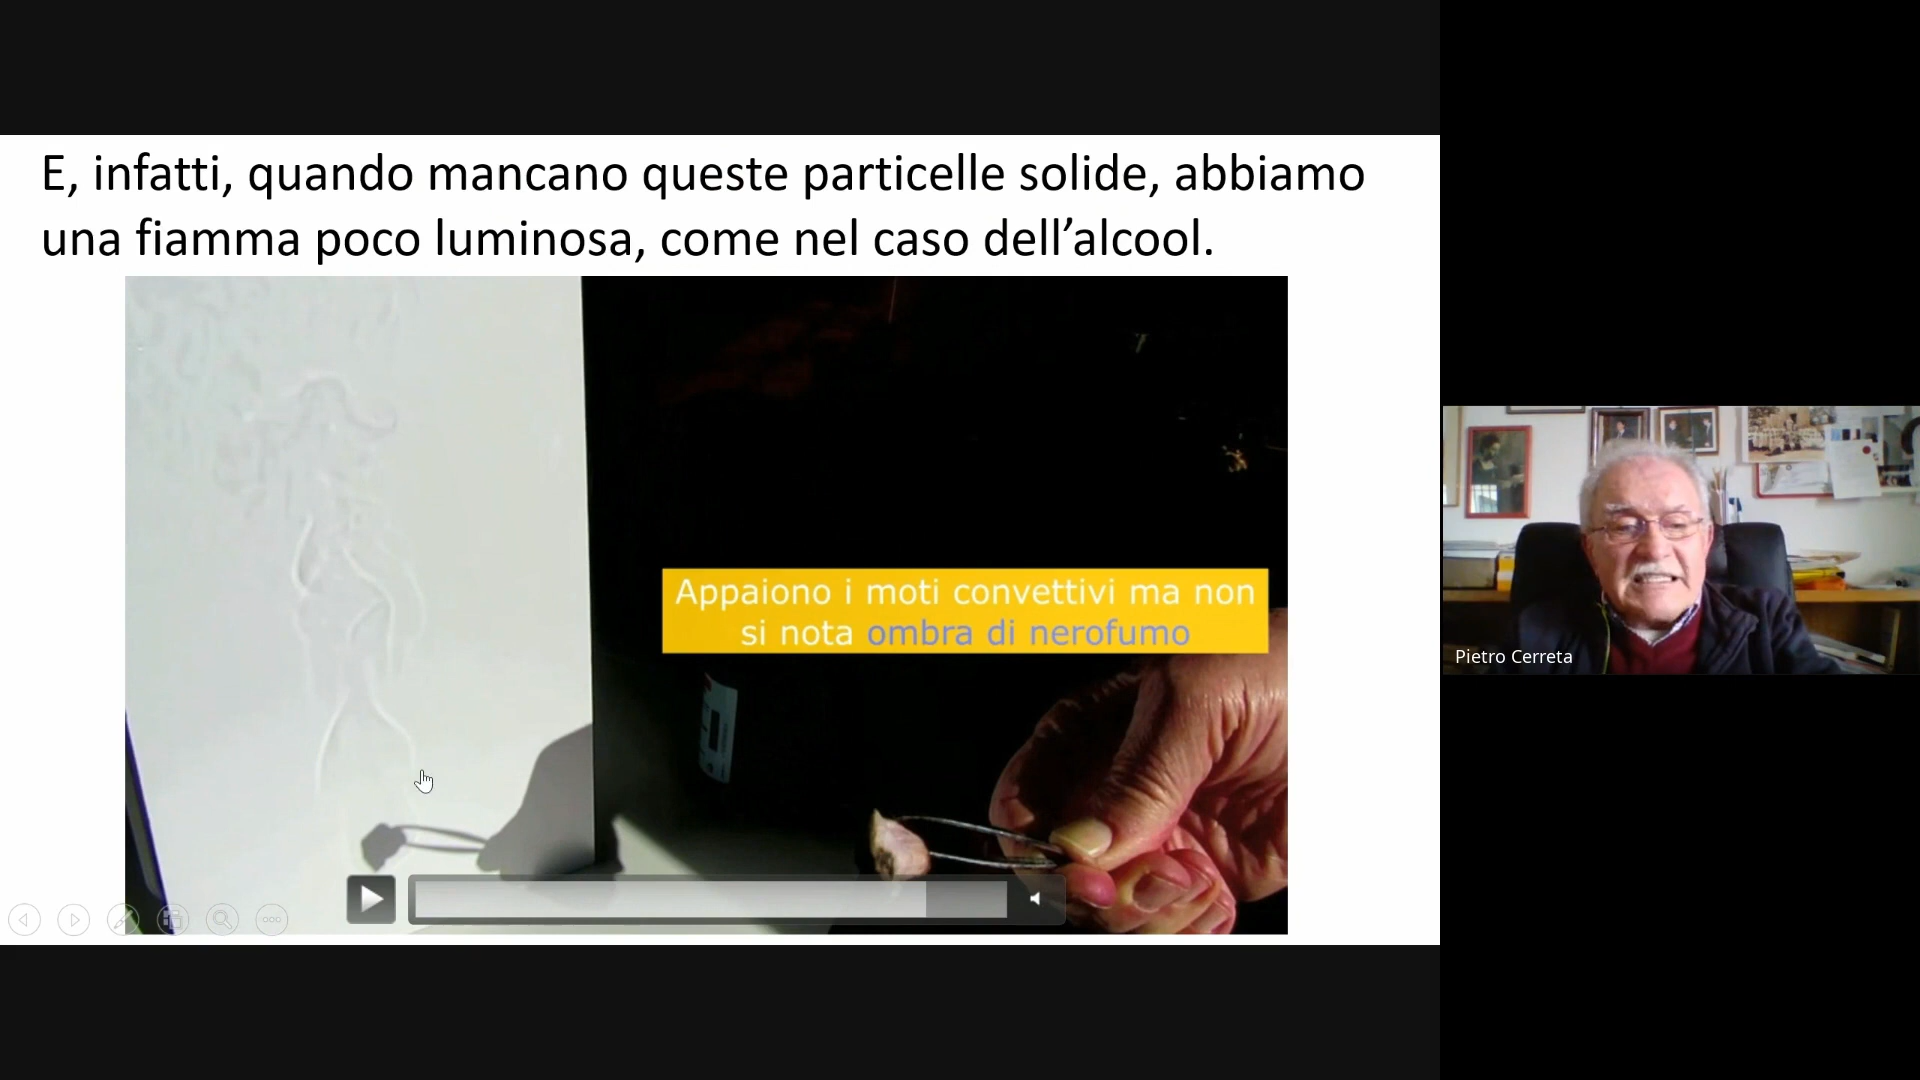 E, infatti, quando mancano queste particelle solide, abbiamo
una fiamma poco luminosa, come nel caso dell’alcool.
Appaiono i moti convettivi ma non
si nota ombra di nerofumo
Pietro Cerreta